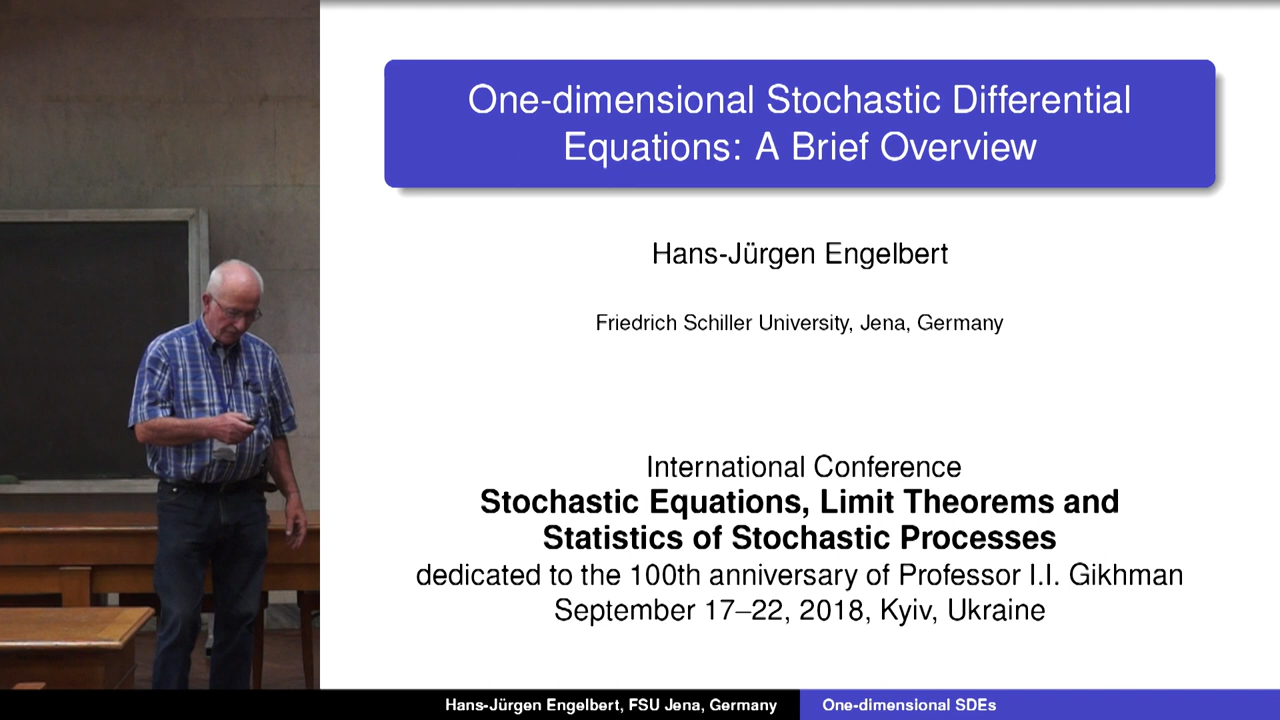 One-dimensional Stochastic Differential
Equations: A Brief Overview
Hans-Jürgen Engelbert
Friedrich Schiller University, Jena, Germany
International Conference
Stochastic Equations, Limit Theorems and
Statistics of Stochastic Processes
dedicated to the 100th anniversary of Professor I.I. Gikhman
September 17–22, 2018, Kyiv, Ukraine
Hans-Jürgen Engelbert, FSU Jena, Germany
One-dimensional SDEs